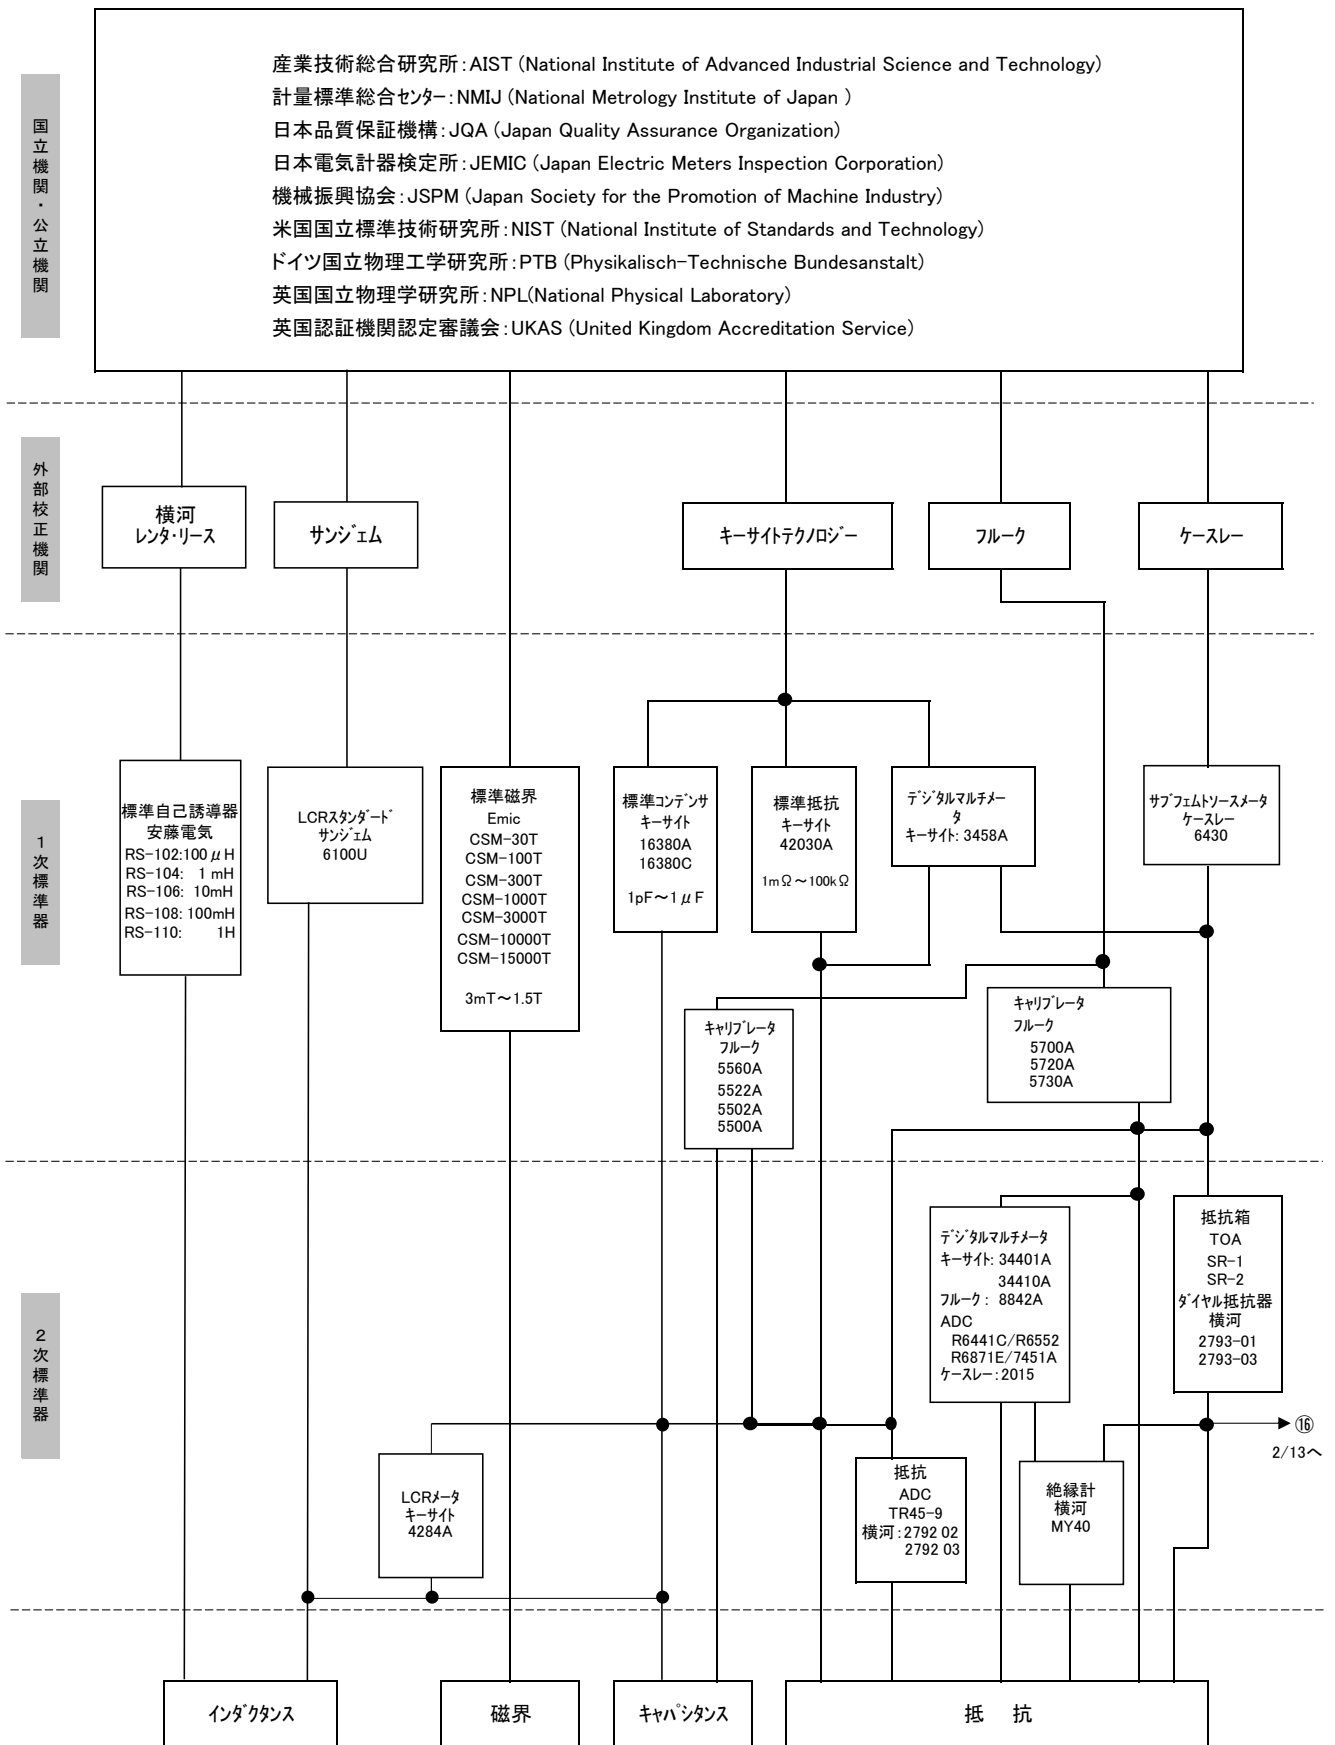 国立機関・公立機関
産業技術総合研究所:AIST (National Institute of Advanced Industrial Science and Technology)
計量標準総合ｾﾝﾀｰ:NMIJ (National Metrology Institute of Japan )
日本品質保証機構:JQA (Japan Quality Assurance Organization)
日本電気計器検定所:JEMIC (Japan Electric Meters Inspection Corporation)
機械振興協会:JSPM (Japan Society for the Promotion of Machine Industry)
米国国立標準技術研究所:NIST (National Institute of Standards and Technology)
ドイツ国立物理工学研究所:PTB (Physikalisch-Technische Bundesanstalt)
英国国立物理学研究所:NPL(National Physical Laboratory)
英国認証機関認定審議会:UKAS (United Kingdom Accreditation Service)
外部校正機関
横河
ﾚﾝﾀ･ﾘｰｽ
ｻﾝｼﾞｪﾑ
ｷｰｻｲﾄﾃｸﾉﾛｼﾞｰ
ﾌﾙｰｸ
ｹｰｽﾚｰ
1次標準器
標準自己誘導器
安藤電気
RS-102:100μH
RS-104: 1 mH
RS-106: 10mH
RS-108: 100mH
RS-110: 1H
LCRｽﾀﾝﾀﾞｰﾄﾞ
ｻﾝｼﾞｪﾑ
6100U
標準磁界
Emic
CSM-30T
CSM-100T
CSM-300T
CSM-1000T
CSM-3000T
CSM-10000T
CSM-15000T
3mT～1.5T
標準ｺﾝﾃﾞﾝｻ
ｷｰｻｲﾄ
16380A
16380C
1pF～1μF
標準抵抗
ｷｰｻｲﾄ
42030A
1mΩ～100kΩ
ﾃﾞｼﾞﾀﾙﾏﾙﾁﾒｰ
ﾀ
ｷｰｻｲﾄ: 3458A
ｻﾌﾞﾌｪﾑﾄｿｰｽﾒｰﾀ
ｹｰｽﾚｰ
6430
ｷｬﾘﾌﾞﾚｰﾀ
ﾌﾙｰｸ
5560A
5522A
5502A
5500A
ｷｬﾘﾌﾞﾚｰﾀ
ﾌﾙｰｸ
5700A
5720A
5730A
2次標準器
ﾃﾞｼﾞﾀﾙﾏﾙﾁﾒｰﾀ
ｷｰｻｲﾄ: 34401A
34410A
ﾌﾙｰｸ : 8842A
ADC
R6441C/R6552
R6871E/7451A
ｹｰｽﾚｰ:2015
抵抗箱
TOA
SR-1
SR-2
ﾀﾞｲﾔﾙ抵抗器
横河
2793-01
2793-03
⑯
2/13へ
LCRﾒｰﾀ
ｷｰｻｲﾄ
4284A
抵抗
ADC
TR45-9
横河:2792 02
2792 03
絶縁計
横河
MY40
ｲﾝﾀﾞｸﾀﾝｽ
磁界
ｷｬﾊﾟｼﾀﾝｽ
抵 抗